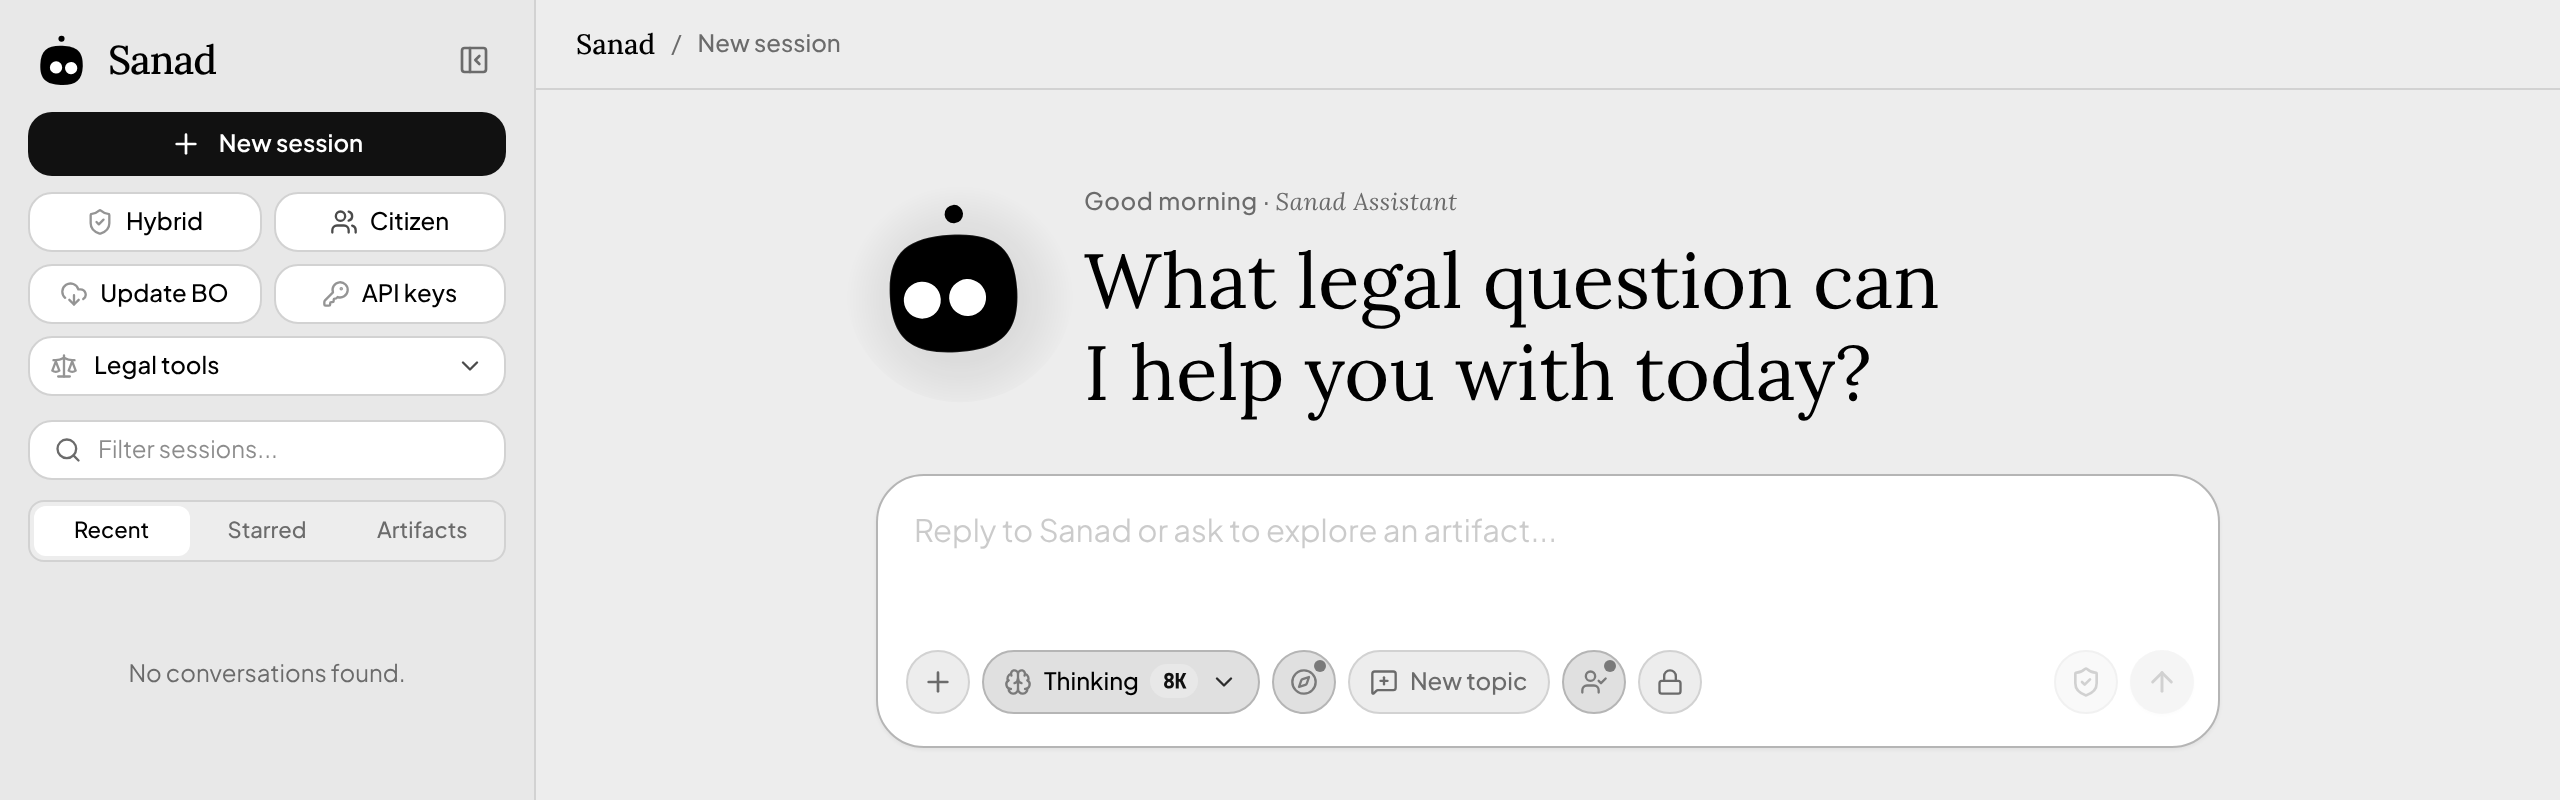 Sanad
New session
Hybrid
Citizen
Update BO
API keys
Legal tools
Filter sessions...
Recent
Starred
Artifacts
No conversations found.
Sanad / New session
Good morning · Sanad Assistant
What legal question can
I help you with today?
Reply to Sanad or ask to explore an artifact...
Thinking 8K
New topic